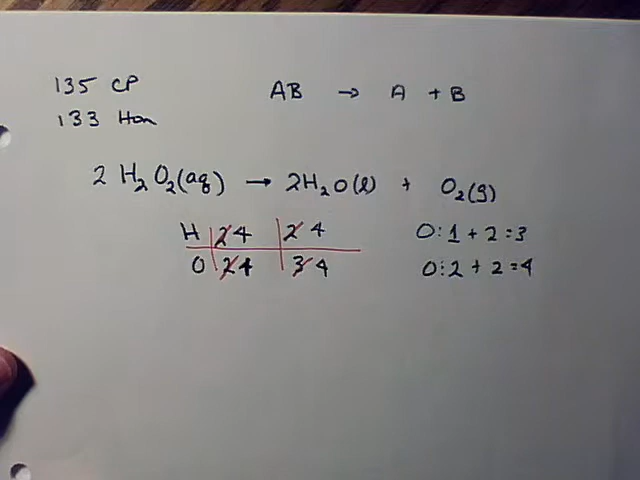 135 CP
133 Hon
AB → A + B
2 H₂O₂(aq) → 2H₂O(l) + O₂(g)
H 2 4 2 4
O 2 4 3 4
O: 1 + 2 = 3
O: 2 + 2 = 4